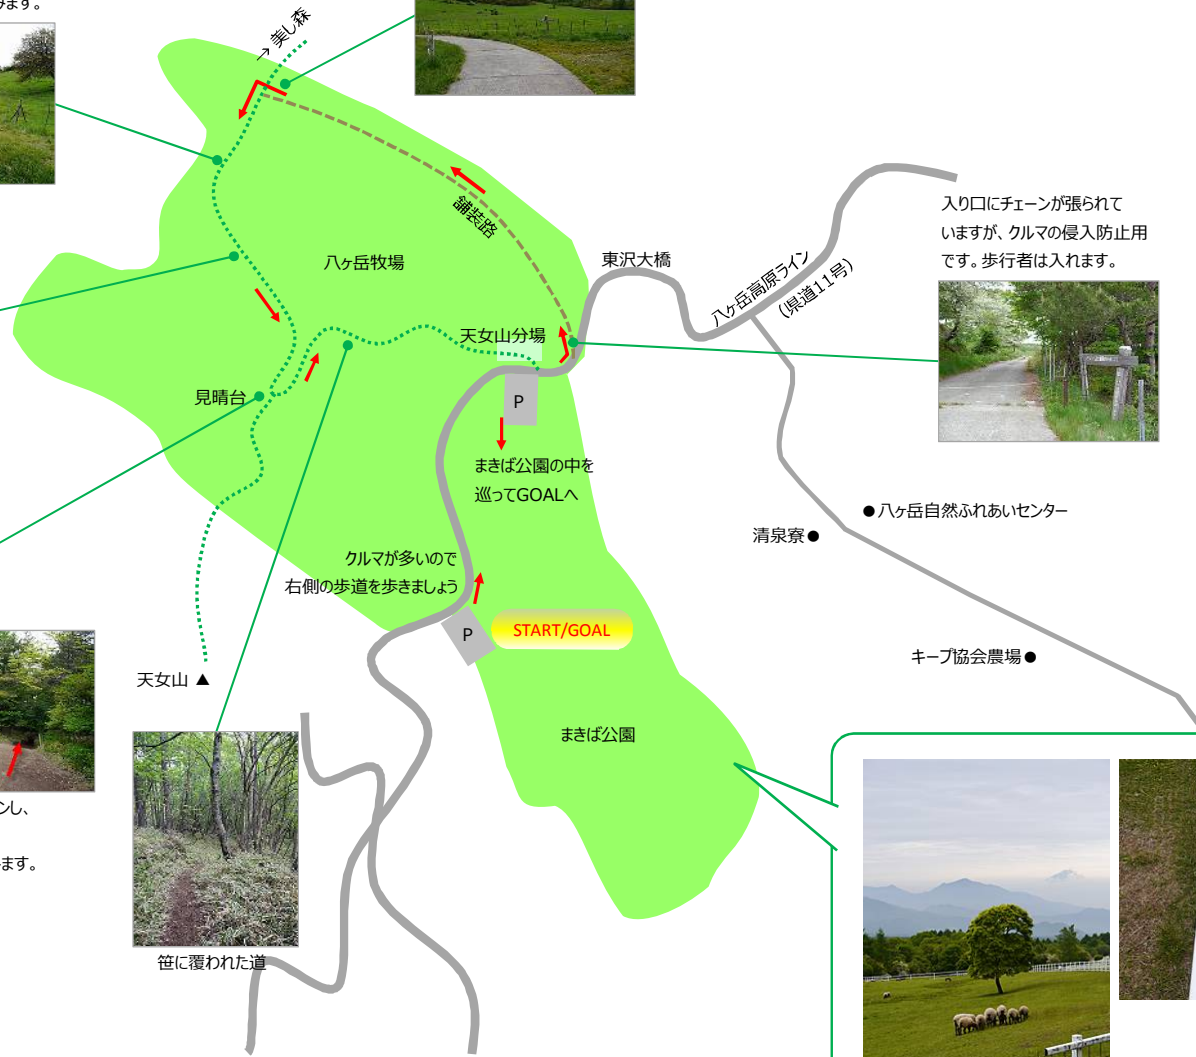 みます。
→ 美し森
舗装路
八ヶ岳牧場
東沢大橋
八ヶ岳高原ライン
（県道11号）
入り口にチェーンが張られて
いますが、クルマの侵入防止用
です。歩行者は入れます。
天女山分場
見晴台
P
まきば公園の中を
巡ってGOALへ
●八ヶ岳自然ふれあいセンター
清泉寮●
クルマが多いので
右側の歩道を歩きましょう
P
START/GOAL
キープ協会農場●
天女山 ▲
まきば公園
ンし、
ます。
笹に覆われた道